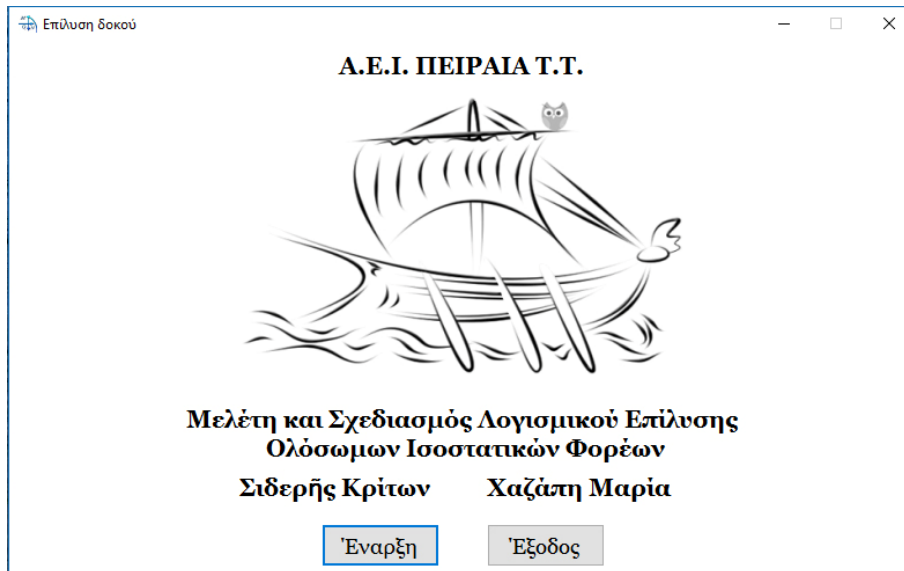 Επίλυση δοκού
Α.Ε.Ι. ΠΕΙΡΑΙΑ Τ.Τ.
Μελέτη και Σχεδιασμός Λογισμικού Επίλυσης
Ολόσωμων Ισοστατικών Φορέων
Σιδερῆς Κρίτων Χαζάπη Μαρία
Έναρξη Έξοδος